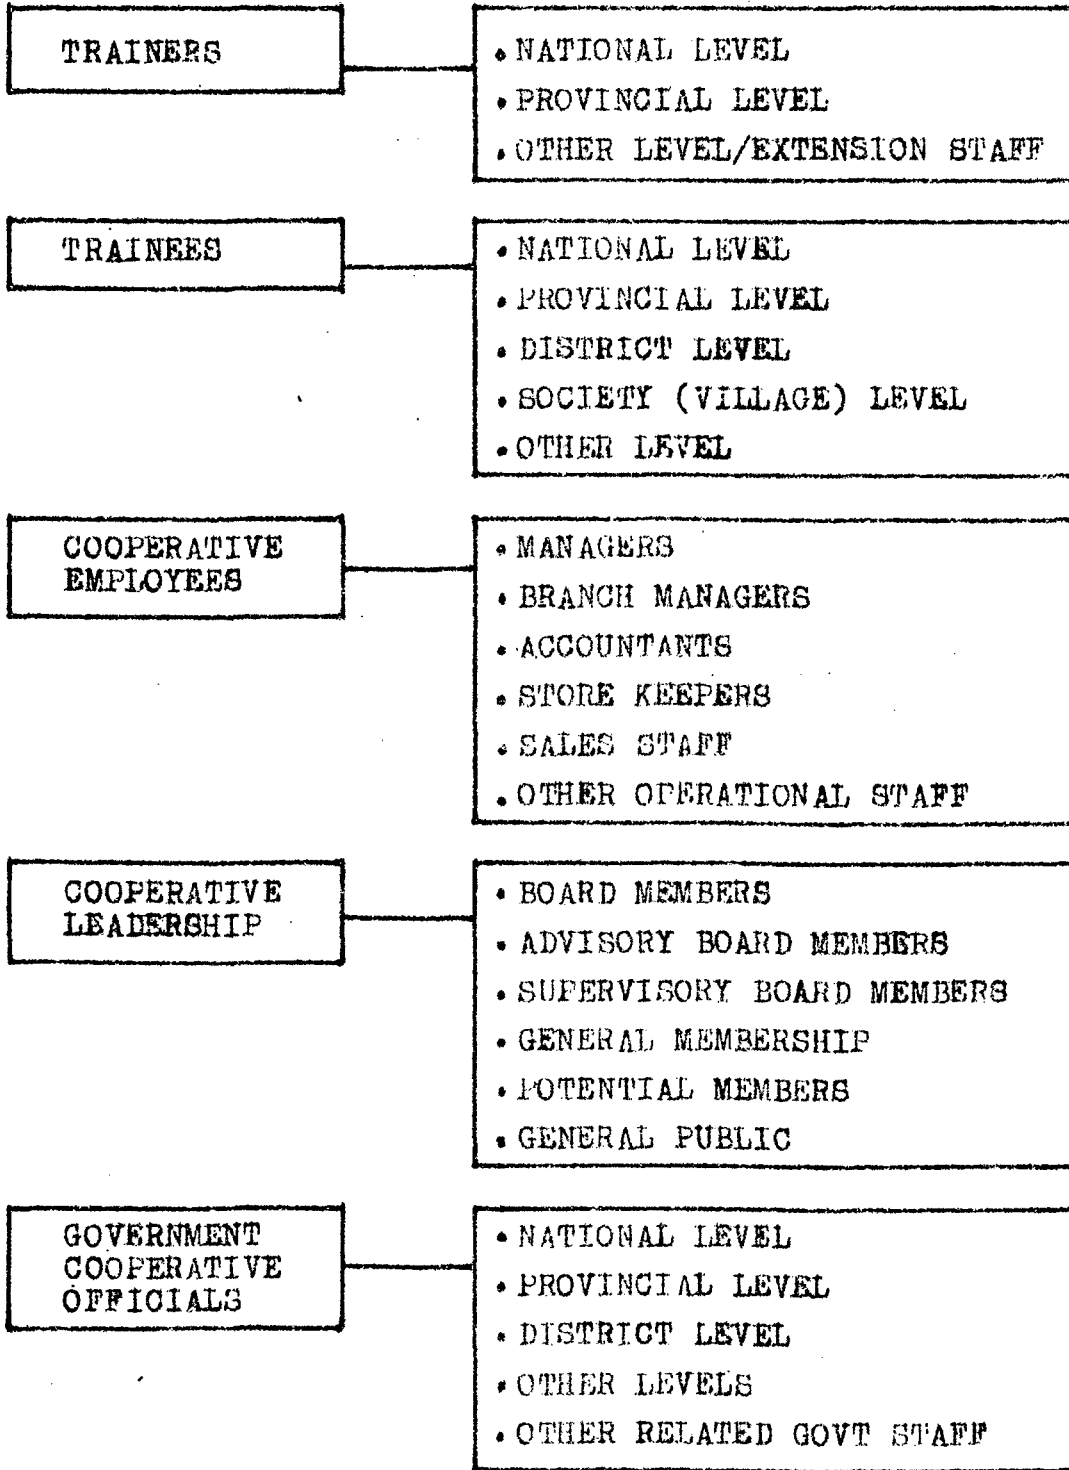 TRAINERS
• NATIONAL LEVEL
• PROVINCIAL LEVEL
• OTHER LEVEL/EXTENSION STAFF
TRAINEES
• NATIONAL LEVEL
• PROVINCIAL LEVEL
• DISTRICT LEVEL
• SOCIETY (VILLAGE) LEVEL
• OTHER LEVEL
COOPERATIVE
EMPLOYEES
• MANAGERS
• BRANCH MANAGERS
• ACCOUNTANTS
• STORE KEEPERS
• SALES STAFF
• OTHER OPERATIONAL STAFF
COOPERATIVE
LEADERSHIP
• BOARD MEMBERS
• ADVISORY BOARD MEMBERS
• SUPERVISORY BOARD MEMBERS
• GENERAL MEMBERSHIP
• POTENTIAL MEMBERS
• GENERAL PUBLIC
GOVERNMENT
COOPERATIVE
OFFICIALS
• NATIONAL LEVEL
• PROVINCIAL LEVEL
• DISTRICT LEVEL
• OTHER LEVELS
• OTHER RELATED GOVT STAFF